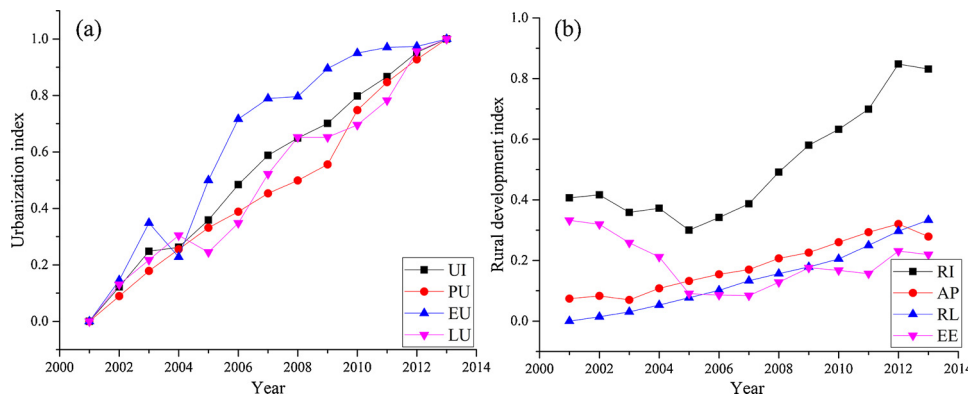 (a)
Urbanization index
1.0
0.8
0.6
0.4
0.2
0.0
2000 2002 2004 2006 2008 2010 2012 2014
Year
UI
PU
EU
LU
(b)
Rural development index
1.0
0.8
0.6
0.4
0.2
0.0
2000 2002 2004 2006 2008 2010 2012 2014
Year
RI
AP
RL
EE